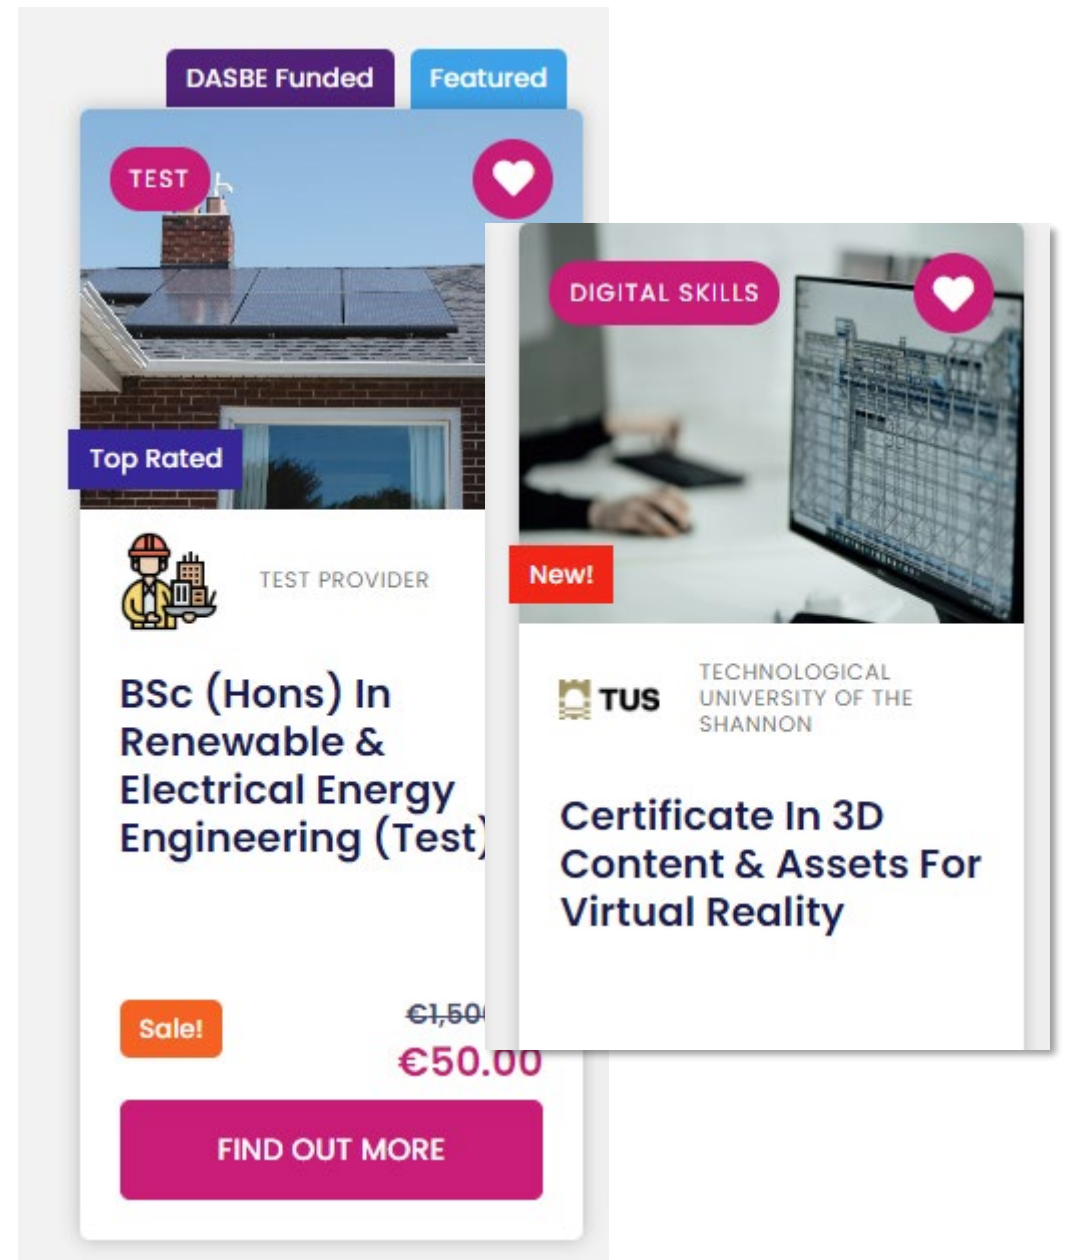 DASBE Funded
Featured
TEST
Top Rated
TEST PROVIDER
BSc (Hons) In
Renewable &
Electrical Energy
Engineering (Test)
Sale!
€50.00
FIND OUT MORE
DIGITAL SKILLS
New!
TUS
TECHNOLOGICAL
UNIVERSITY OF THE
SHANNON
Certificate In 3D
Content & Assets For
Virtual Reality